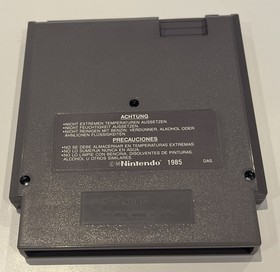 ACHTUNG
•NICHT EXTREMEN TEMPERATUREN AUSSETZEN.
•NICHT FEUCHTIGKEIT AUSSETZEN.
•NICHT REINIGEN MIT BENZIN, VERDÜNNER, ALKOHOL ODER
ÄHNLICHEN FLÜSSIGKEITEN.
PRECAUCIONES
•NO SE DEBE ALMACERNAR EN TEMPERATURAS EXTREMAS
•NO LO SUMERJA NUNCA EN AGUA.
•NO LO LIMPIE CON BENCINA, DISOLVENTES DE PINTURAS,
ALCOHOL U OTROS SIMILARES.
Nintendo 1985 DAS